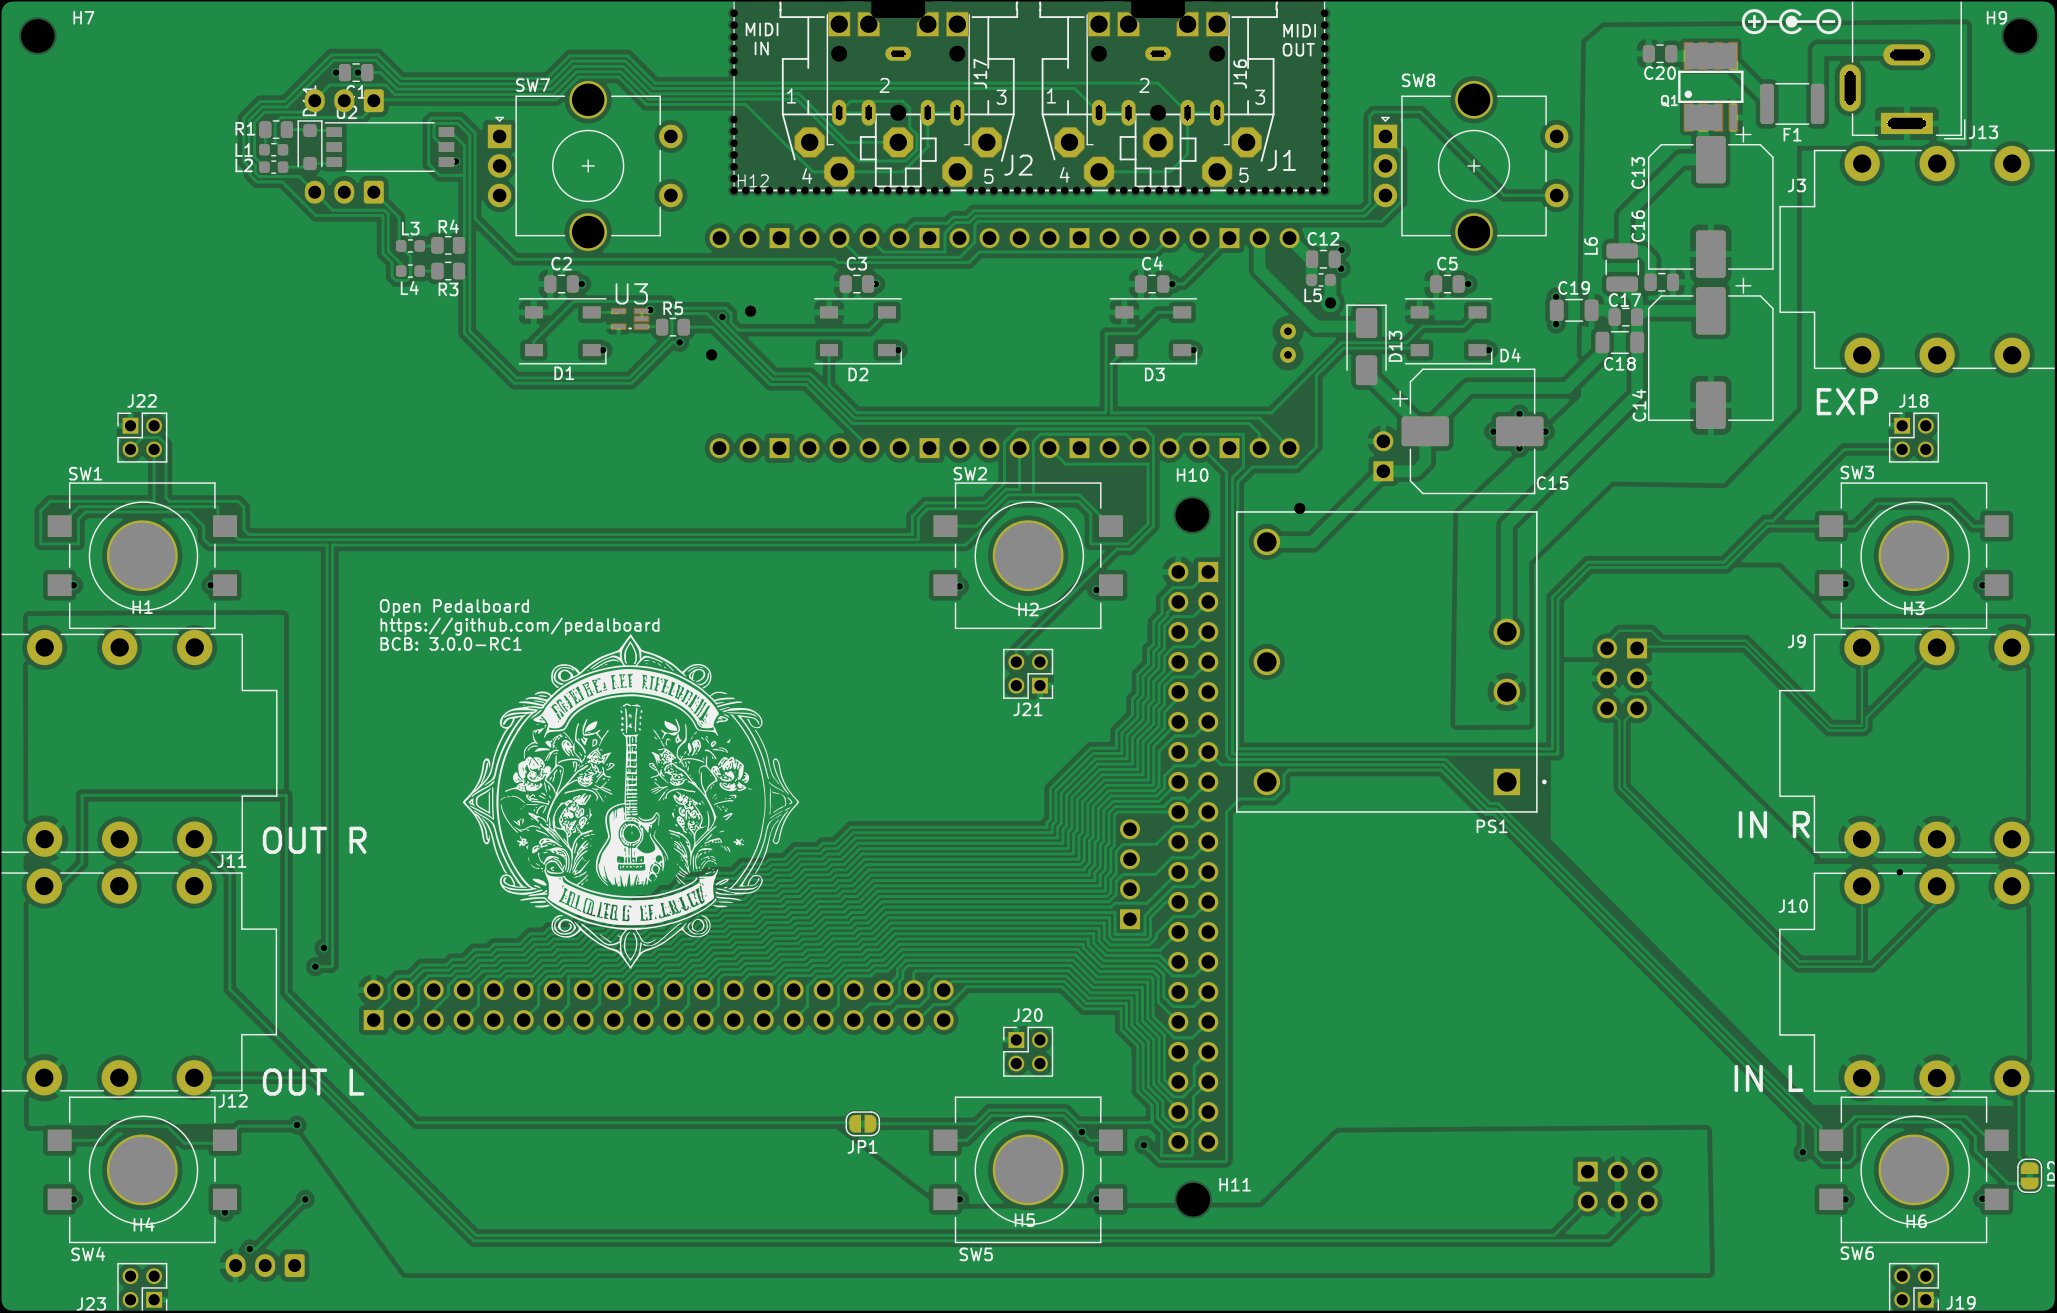 H7
MIDI
IN
MIDI
OUT
H9
J17
J16
SW7
SW8
C20
Q1
F1
J13
C1
U2
R1
L1
L2
1
2
3
4
5
J2
1
2
3
4
5
J1
H12
C13
J3
C16
L3
R4
L4
R3
C2
C3
C4
C12
L5
C5
L6
C19
C17
C18
U3
R5
D13
D1
D2
D3
D4
C14
EXP
J22
J18
SW1
SW2
H10
C15
SW3
H1
H2
H3
Open Pedalboard
https://github.com/pedalboard
BCB: 3.0.0-RC1
J9
J21
OUT R
J11
PS1
IN R
J10
J20
OUT L
J12
IN L
JP1
H4
H5
H11
H6
SW4
SW5
SW6
J23
J19